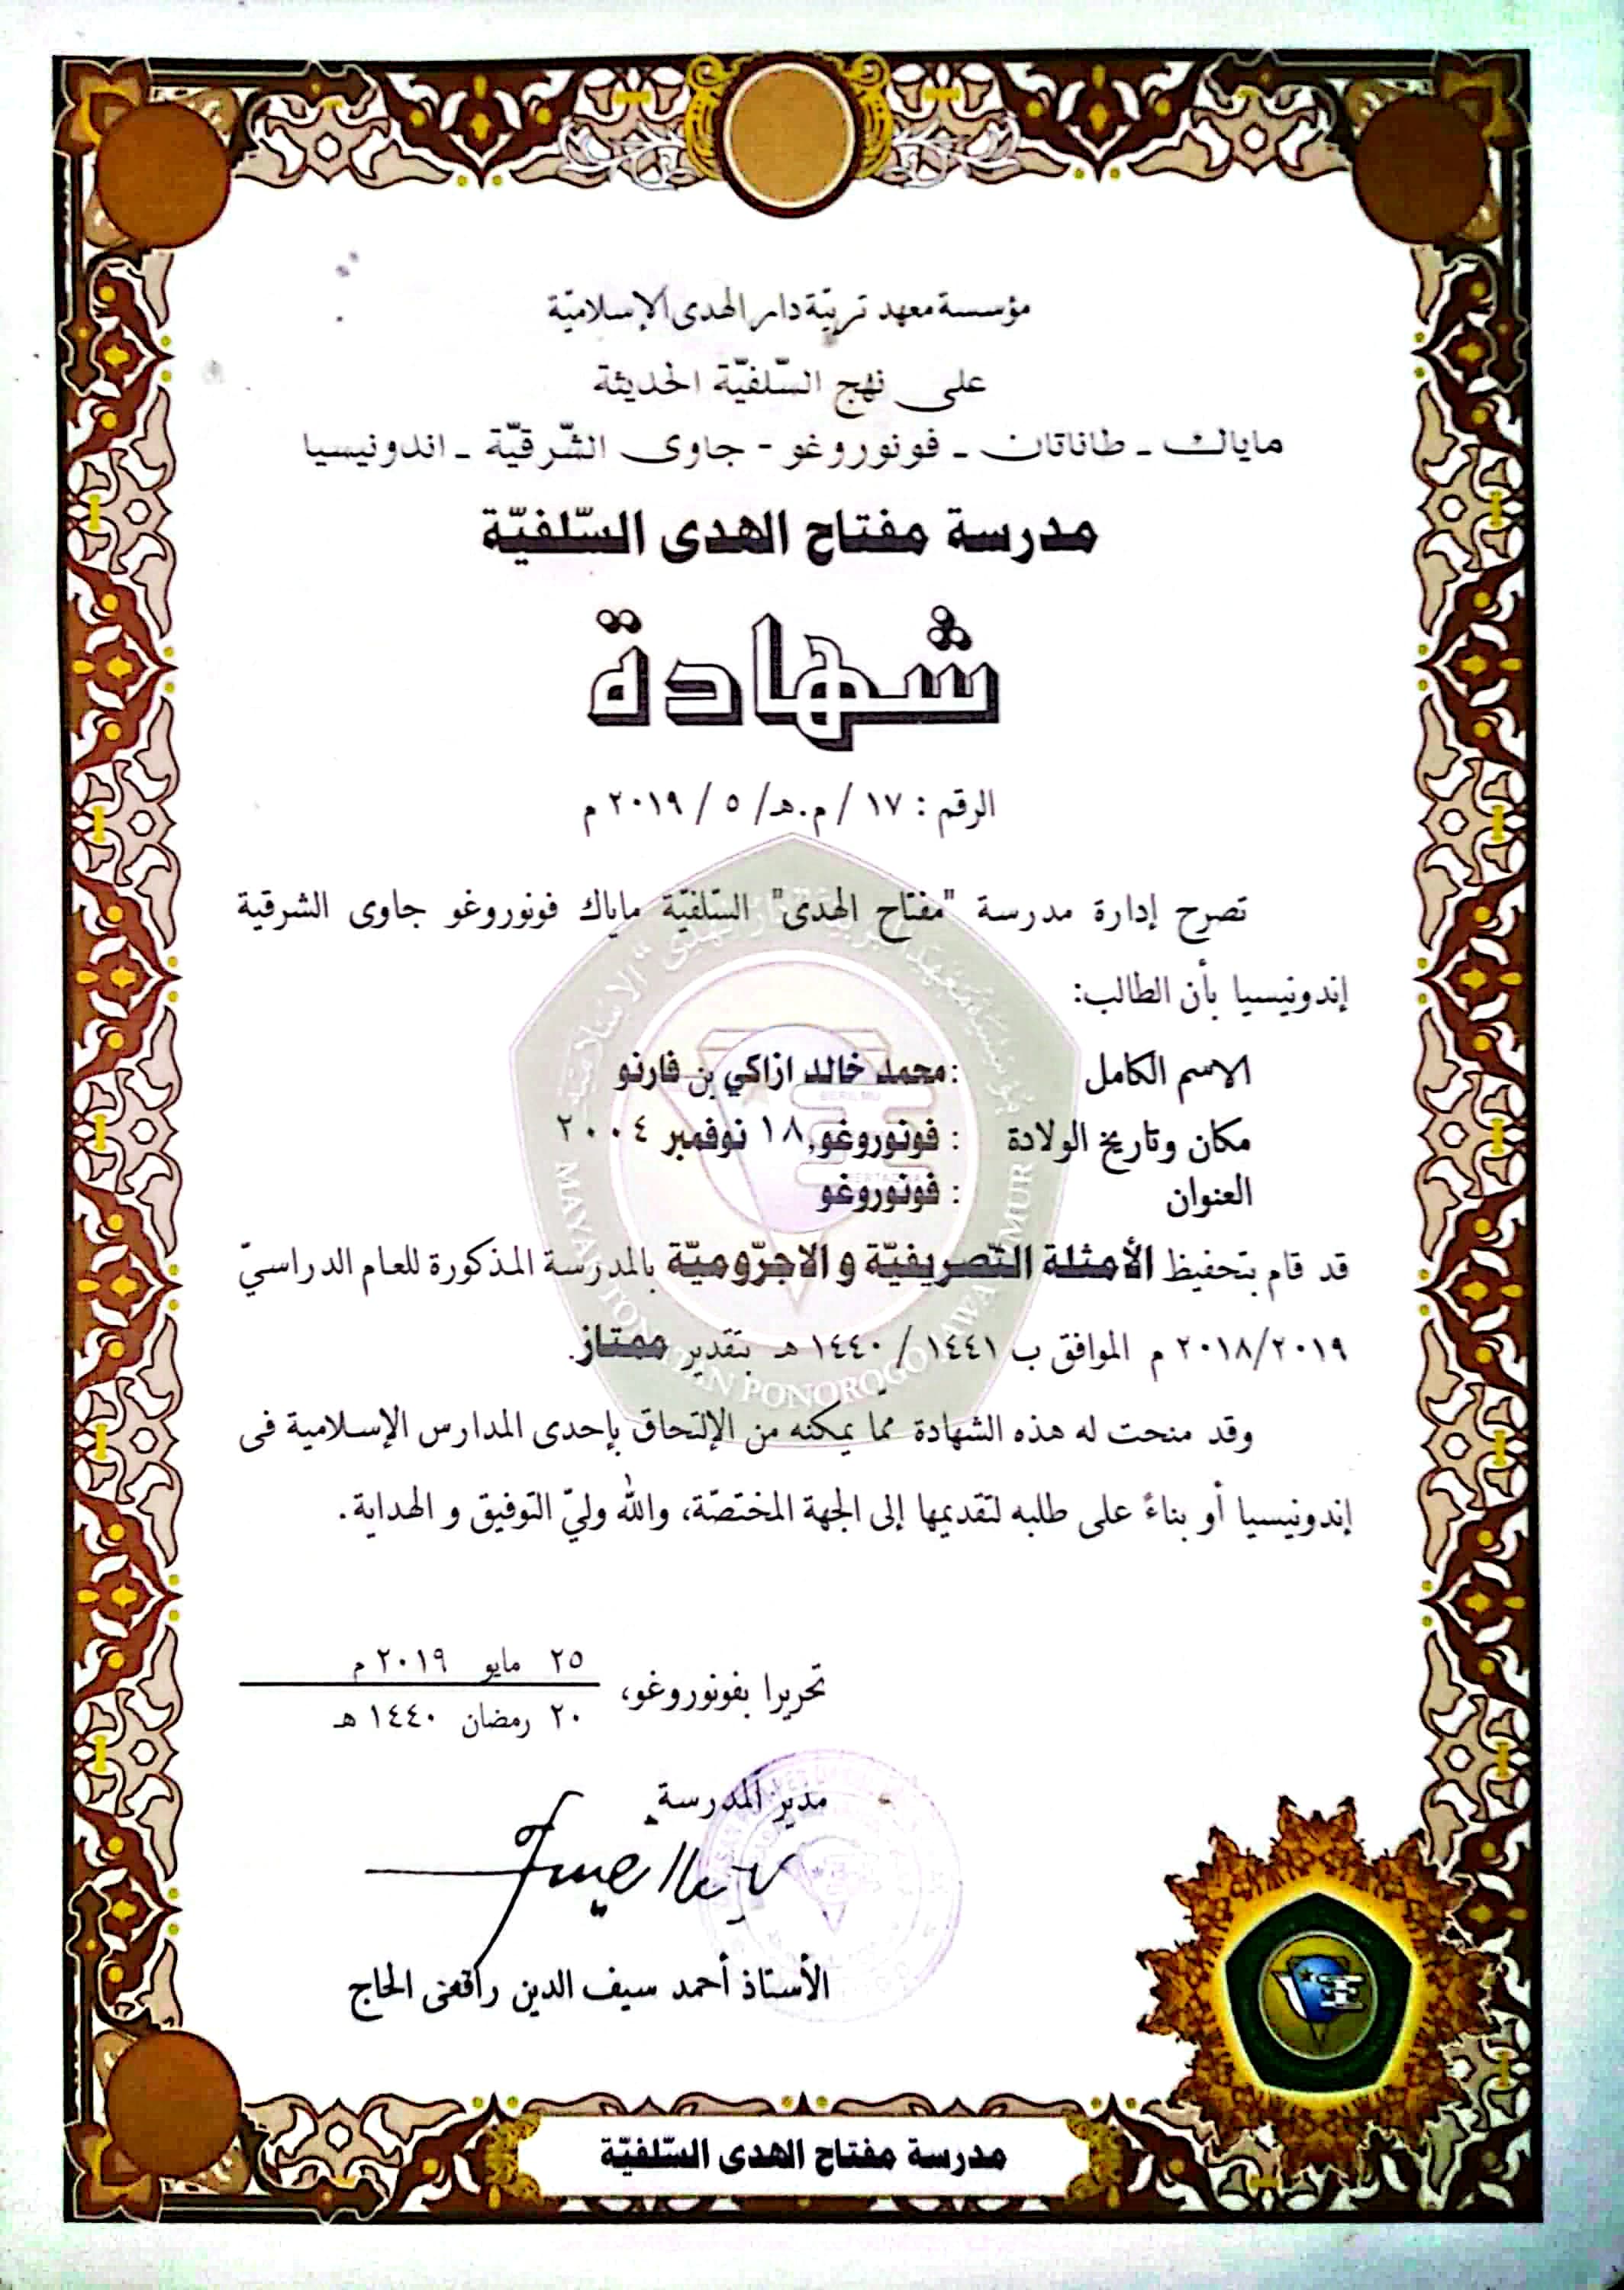 مؤسسة معهد تربية دار الهدى الإسلاميّة
على نهج السّلفيّة الحديثة
ماياك - طاناتان - فونوروغو - جاوى الشّرقيّة - اندونيسيا
مدرسة مفتاح الهدى السّلفيّة
شهادة
الرقم : ١٧ / م.هـ/ ٥ / ٢٠١٩ م
تصرح إدارة مدرسة "مفتاح الهدى" السّلفيّة ماياك فونوروغو جاوى الشرقية
إندونيسيا بأن الطالب:
الاسم الكامل :محمد خالد ازاكي بن فارنو
مكان وتاريخ الولادة : فونوروغو, ١٨ نوفمبر ٢٠٠٤
العنوان : فونوروغو
قد قام بتحفيظ الأمثلة التّصريفيّة و الاجرّوميّة بالمدرسة المذكورة للعام الدراسيّ
٢٠١٨/٢٠١٩ م الموافق ب ١٤٤١ / ١٤٤٠ هـ بتقدير ممتاز.
وقد منحت له هذه الشهادة مما يمكنه من الإلتحاق بإحدى المدارس الإسلامية فى
إندونيسيا أو بناءً على طلبه لتقديمها إلى الجهة المختصّة، والله وليّ التوفيق و الهداية.
تحريرا بفونوروغو،
٢٥ مايو ٢٠١٩ م
٢٠ رمضان ١٤٤٠ هـ
مدير المدرسة
الأستاذ أحمد سيف الدين رافعى الحاج
مدرسة مفتاح الهدى السّلفيّة